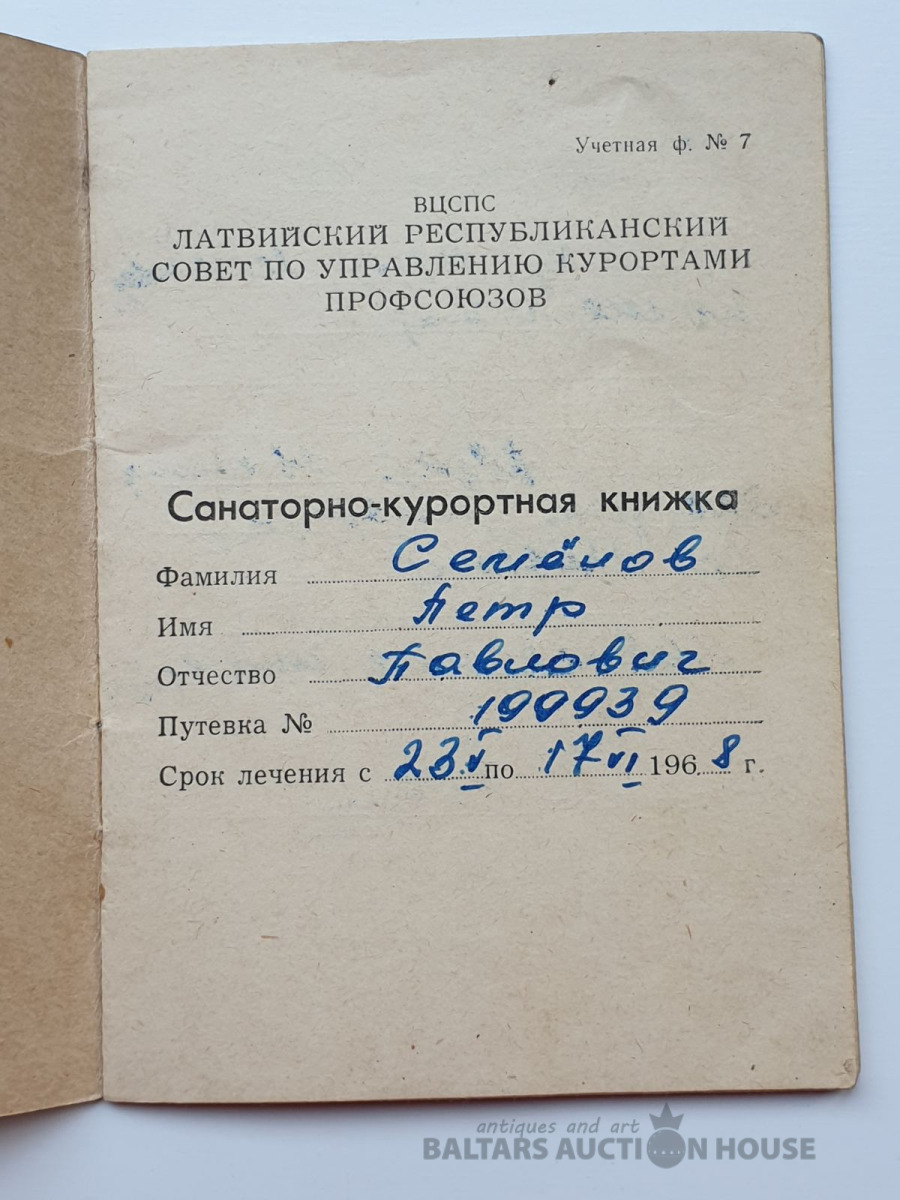 Учетная ф. № 7
ВЦСПС
ЛАТВИЙСКИЙ РЕСПУБЛИКАНСКИЙ
СОВЕТ ПО УПРАВЛЕНИЮ КУРОРТАМИ
ПРОФСОЮЗОВ
Санаторно-курортная книжка
Фамилия Семёнов
Имя Петр
Отчество Павлович
Путевка № 199939
Срок лечения с 23.V по 17 VI 1968 г.
antiques and art
BALTARS AUCTION HOUSE